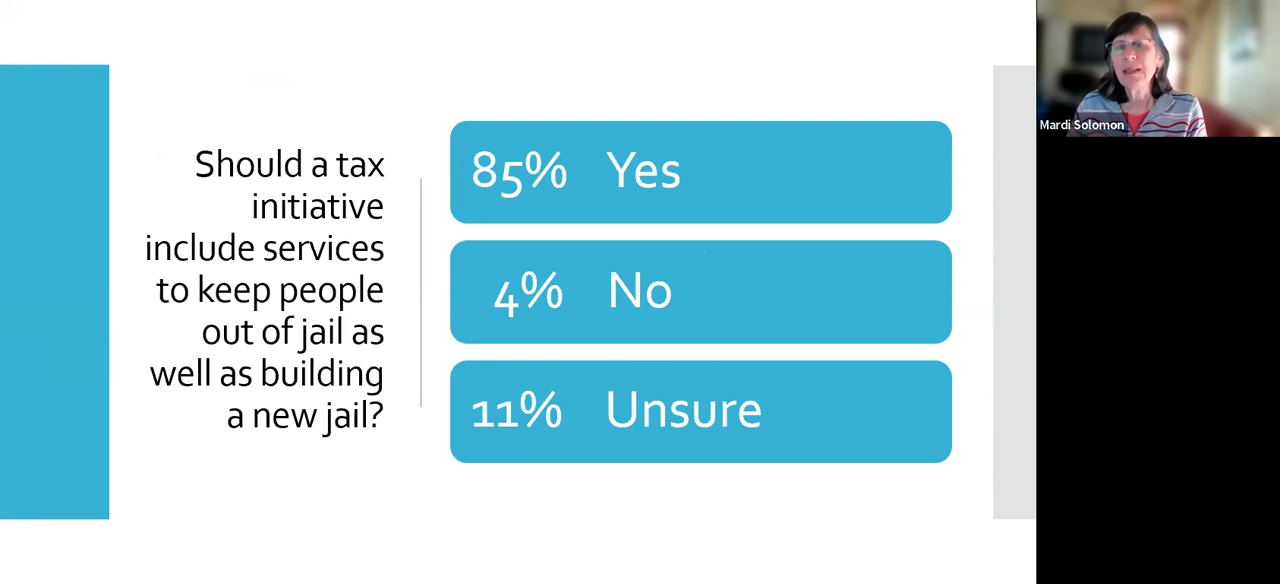 Should a tax
initiative
include services
to keep people
out of jail as
well as building
a new jail?
85% Yes
4% No
11% Unsure
Mardi Solomon